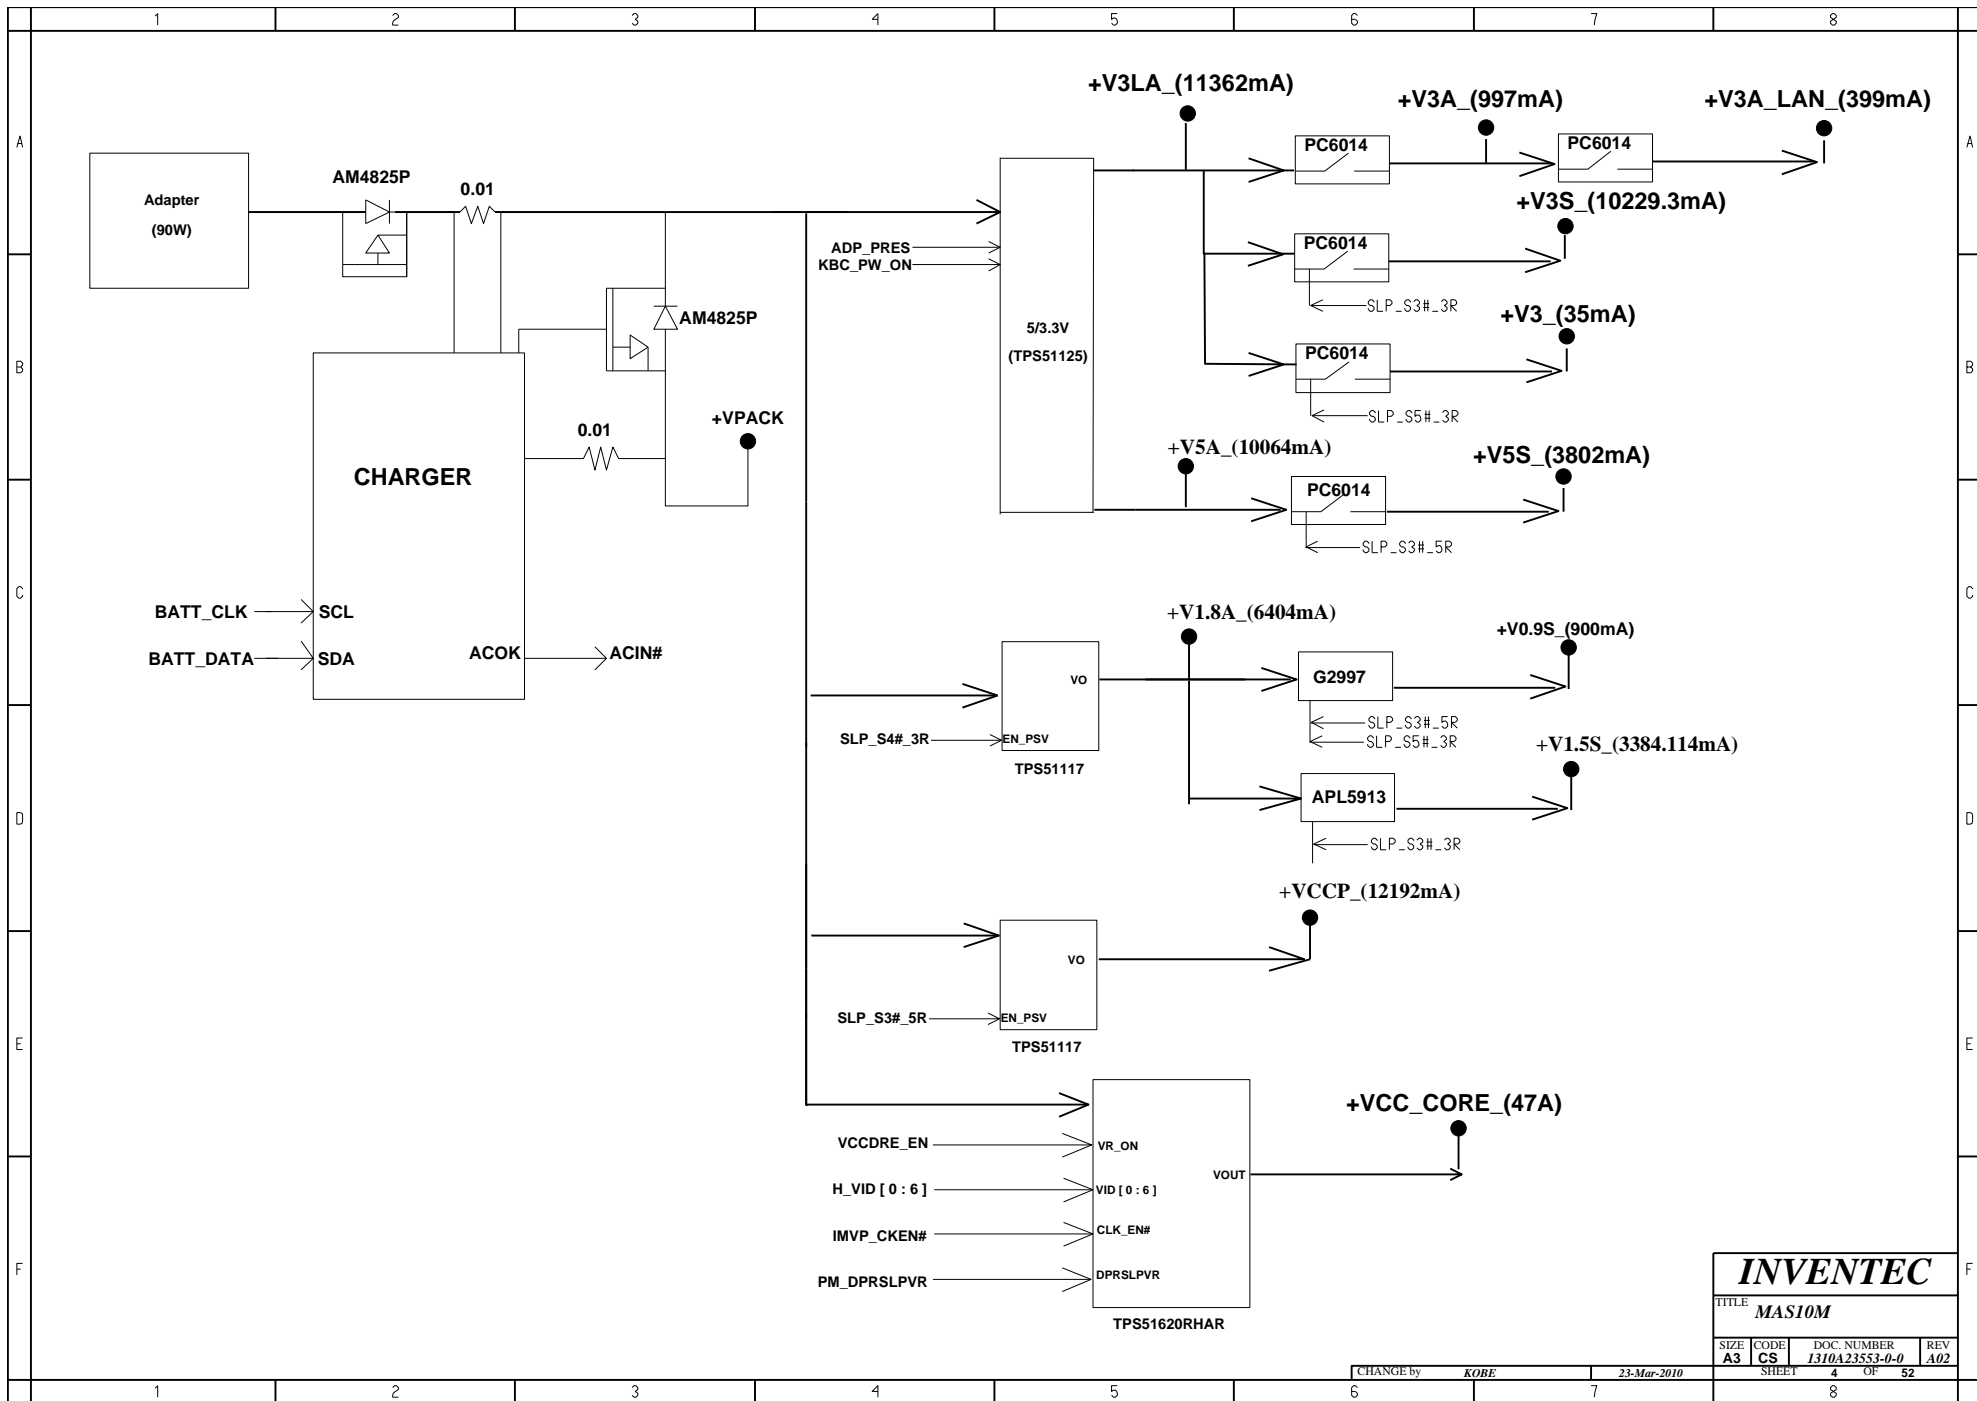 1 2 3 4 5 6 7 8
A A
B B
C C
D D
E E
F F
Adapter
(90W)
AM4825P
0.01
AM4825P
+VPACK
0.01
CHARGER
BATT_CLK
SCL
BATT_DATA
SDA
ACOK
ACIN#
ADP_PRES
KBC_PW_ON
5/3.3V
(TPS51125)
+V3LA_(11362mA)
PC6014
+V3A_(997mA)
PC6014
+V3A_LAN_(399mA)
PC6014
+V3S_(10229.3mA)
SLP_S3#_3R
PC6014
+V3_(35mA)
SLP_S5#_3R
+V5A_(10064mA)
PC6014
+V5S_(3802mA)
SLP_S3#_5R
+V1.8A_(6404mA)
VO
SLP_S4#_3R
EN_PSV
TPS51117
G2997
+V0.9S_(900mA)
SLP_S3#_5R
SLP_S5#_3R
APL5913
+V1.5S_(3384.114mA)
SLP_S3#_3R
+VCCP_(12192mA)
VO
SLP_S3#_5R
EN_PSV
TPS51117
+VCC_CORE_(47A)
VCCDRE_EN
VR_ON
VOUT
H_VID [ 0 : 6 ]
VID [ 0 : 6 ]
IMVP_CKEN#
CLK_EN#
PM_DPRSLPVR
DPRSLPVR
TPS51620RHAR
INVENTEC
TITLE
MAS10M
SIZE CODE DOC. NUMBER REV
A3 CS 1310A23553-0-0 A02
CHANGE by KOBE 23-Mar-2010 SHEET 4 OF 52
1 2 3 4 5 6 7 8